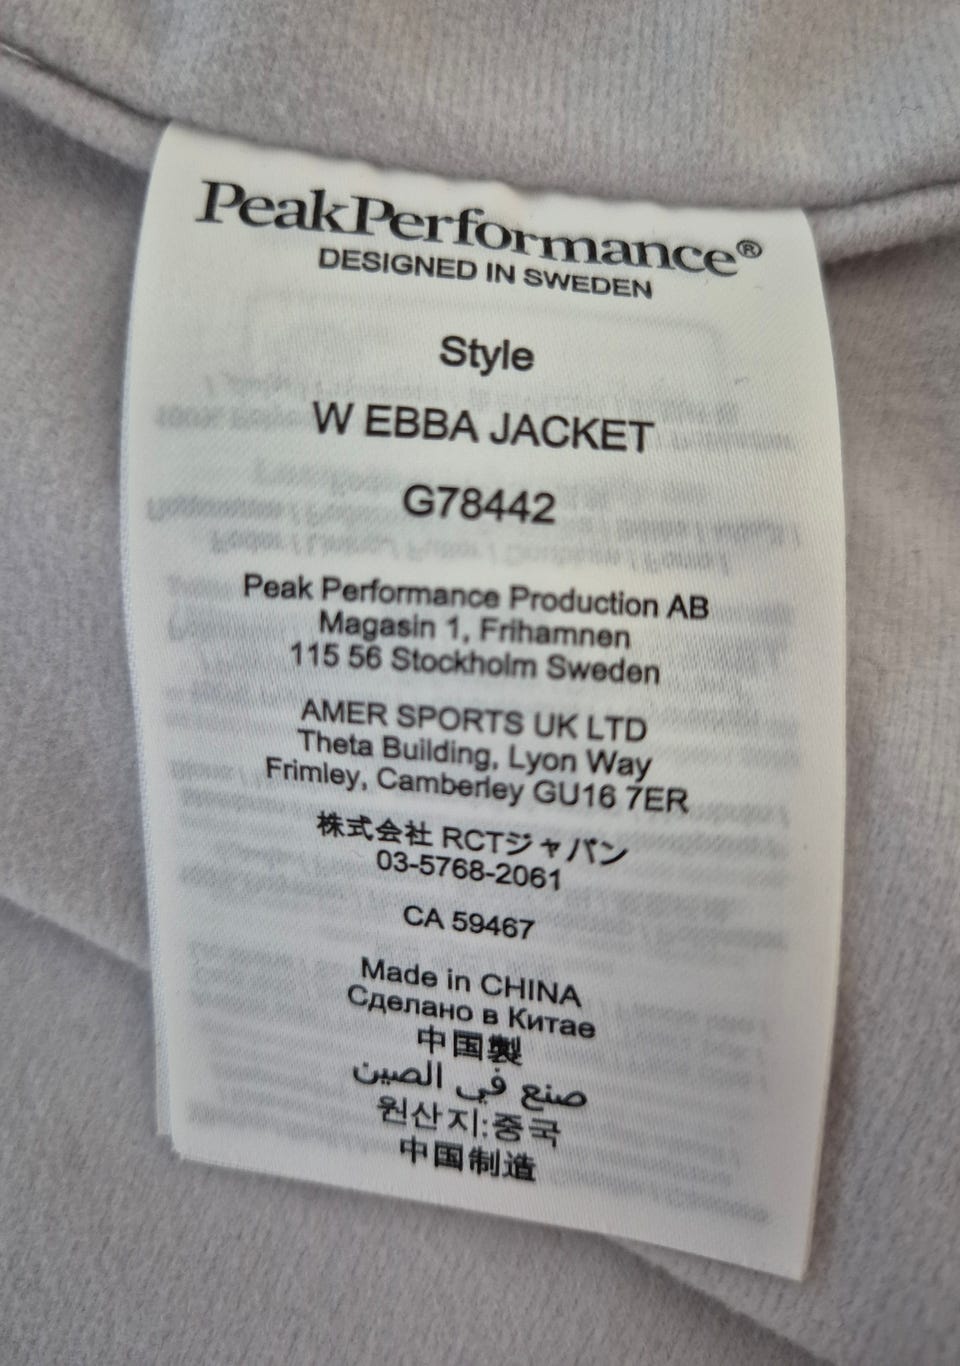 PeakPerformance®
DESIGNED IN SWEDEN
Style
W EBBA JACKET
G78442
Peak Performance Production AB
Magasin 1, Frihamnen
115 56 Stockholm Sweden
AMER SPORTS UK LTD
Theta Building, Lyon Way
Frimley, Camberley GU16 7ER
株式会社 RCTジャパン
03-5768-2061
CA 59467
Made in CHINA
Сделано в Китае
中国製
صنع في الصين
원산지:중국
中国制造